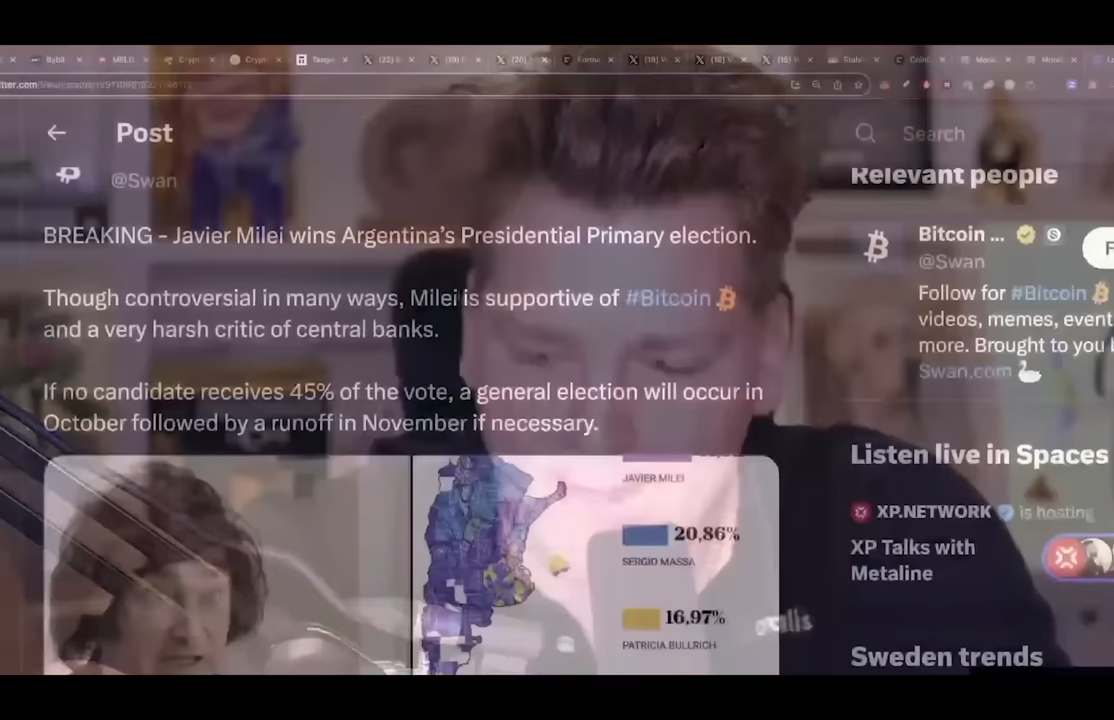 Bybit
Post
Search
@Swan
Relevant people
BREAKING - Javier Milei wins Argentina's Presidential Primary election.
Bitcoin ...
@Swan
Though controversial in many ways, Milei is supportive of #Bitcoin
and a very harsh critic of central banks.
Follow for #Bitcoin
videos, memes, event
more. Brought to you
Swan.com
If no candidate receives 45% of the vote, a general election will occur in
October followed by a runoff in November if necessary.
Listen live in Spaces
JAVIER MILEI
XP.NETWORK is hosting
20,86%
SERGIO MASSA
XP Talks with
Metaline
16,97%
PATRICIA BULLRICH
Sweden trends